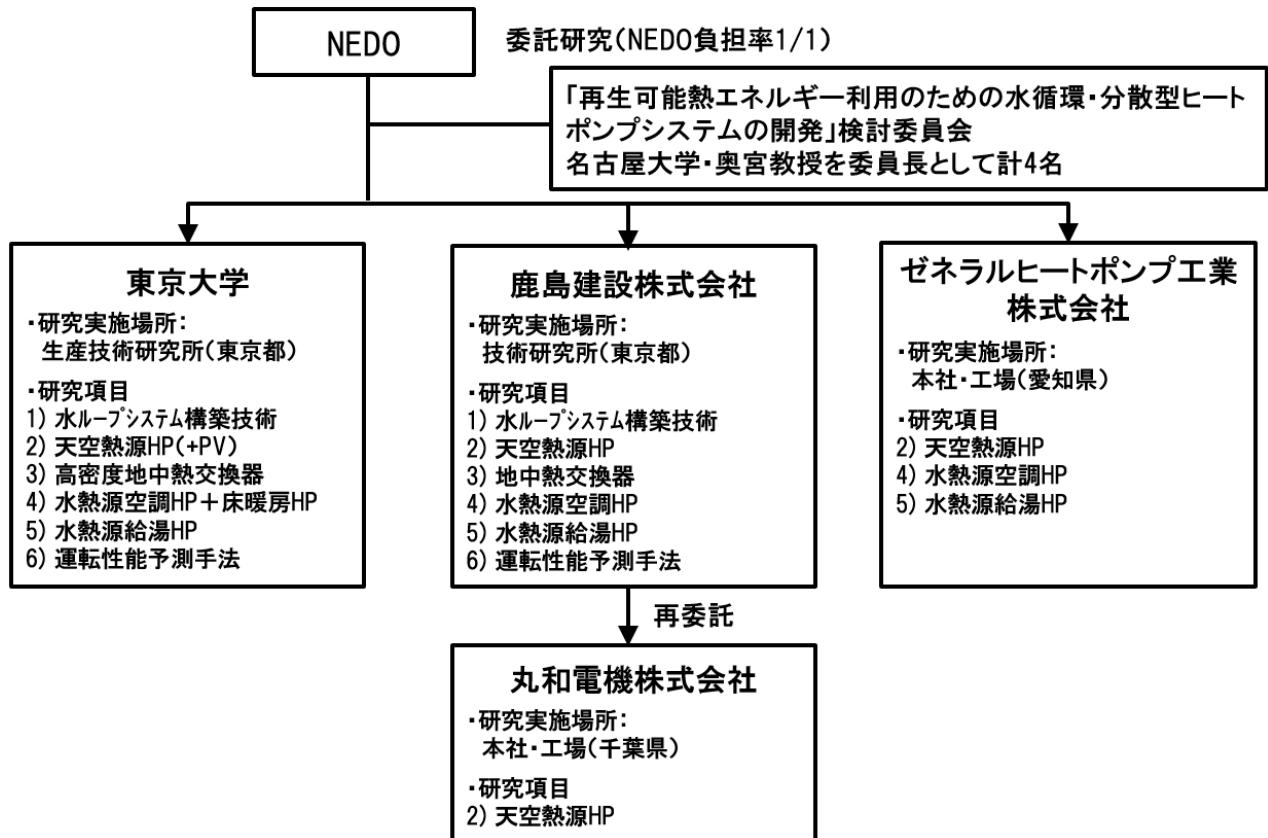 NEDO
委託研究(NEDO負担率1/1)
「再生可能熱エネルギー利用のための水循環・分散型ヒート
ポンプシステムの開発」検討委員会
名古屋大学・奥宮教授を委員長として計4名
東京大学
・研究実施場所:
生産技術研究所(東京都)
・研究項目
1) 水ﾙｰﾌﾟｼｽﾃﾑ構築技術
2) 天空熱源HP(+PV)
3) 高密度地中熱交換器
4) 水熱源空調HP+床暖房HP
5) 水熱源給湯HP
6) 運転性能予測手法
鹿島建設株式会社
・研究実施場所:
技術研究所(東京都)
・研究項目
1) 水ﾙｰﾌﾟｼｽﾃﾑ構築技術
2) 天空熱源HP
3) 地中熱交換器
4) 水熱源空調HP
5) 水熱源給湯HP
6) 運転性能予測手法
ゼネラルヒートポンプ工業
株式会社
・研究実施場所:
本社・工場(愛知県)
・研究項目
2) 天空熱源HP
4) 水熱源空調HP
5) 水熱源給湯HP
再委託
丸和電機株式会社
・研究実施場所:
本社・工場(千葉県)
・研究項目
2) 天空熱源HP